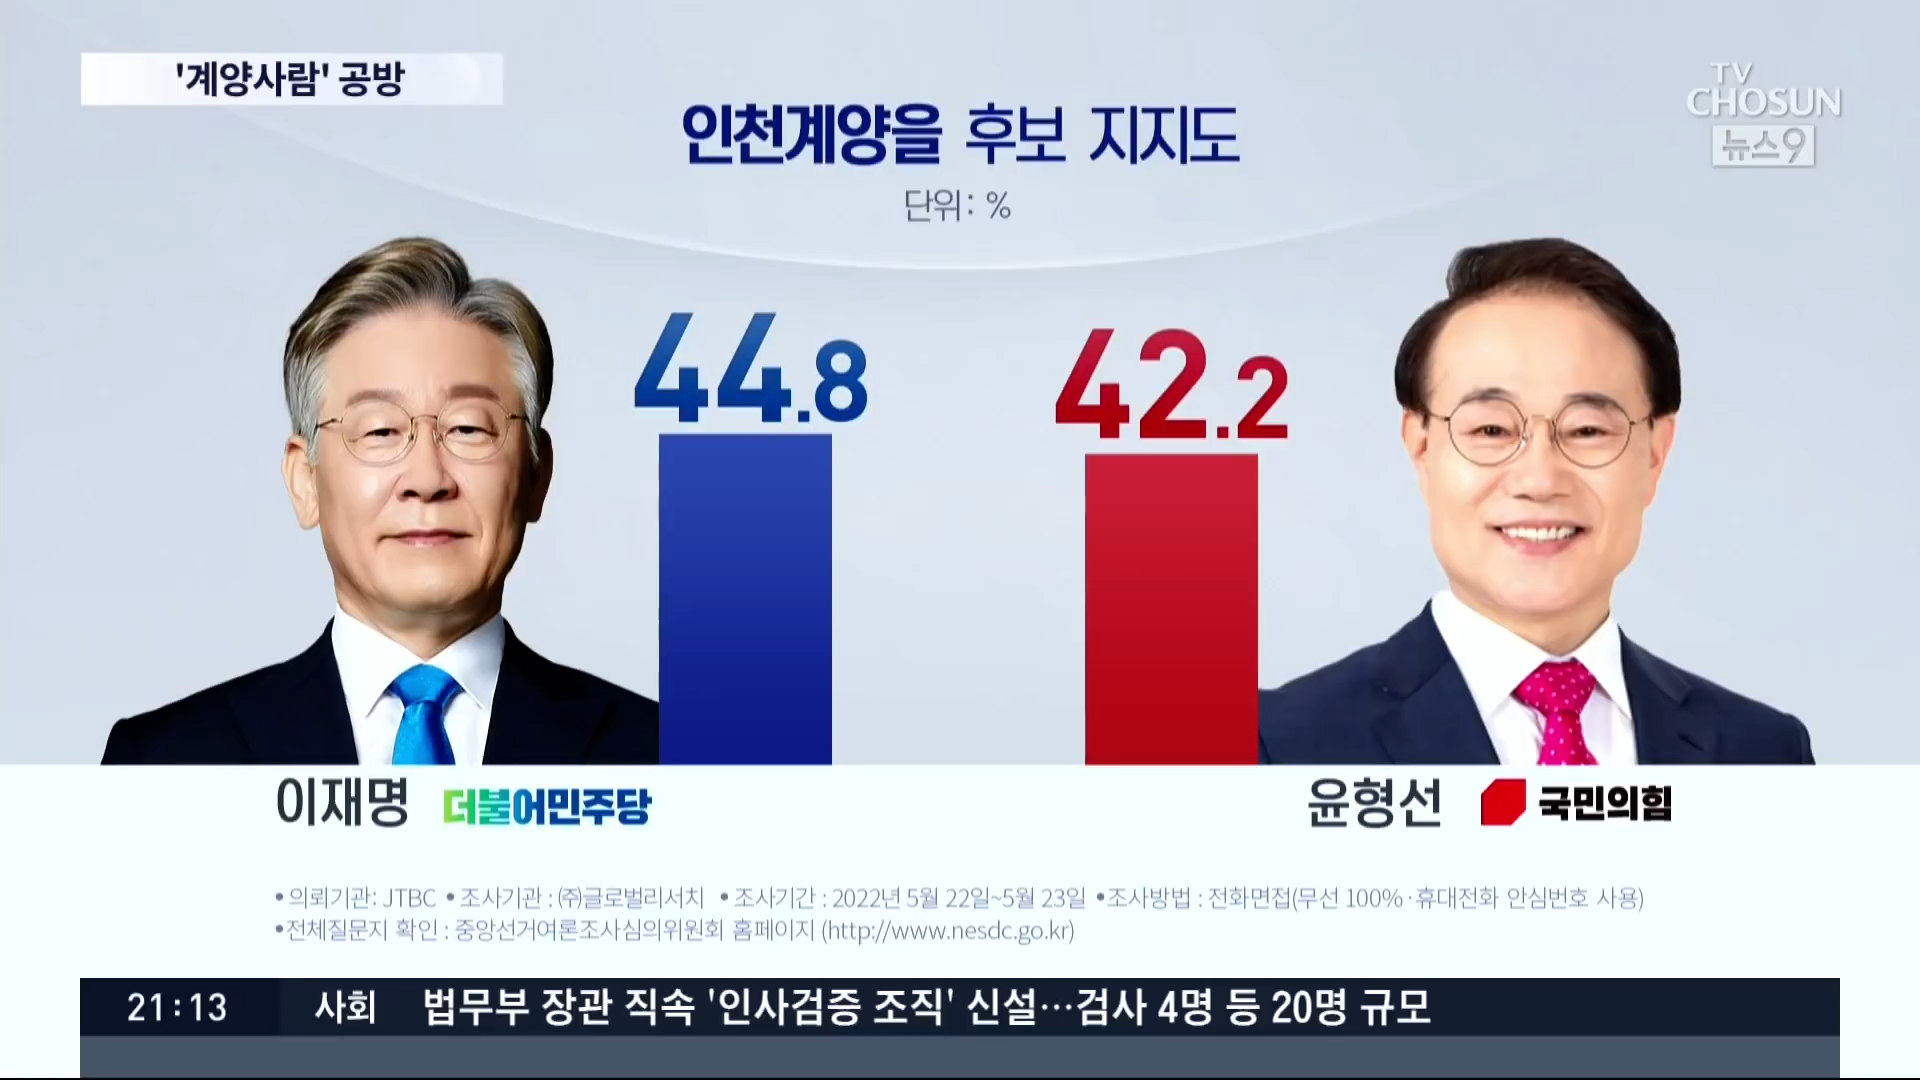 '계양사람' 공방
TV
CHOSUN
뉴스9
인천계양을 후보 지지도
단위: %
44.8
42.2
이재명 더불어민주당
윤형선 국민의힘
• 의뢰기관: JTBC • 조사기관 : ㈜글로벌리서치 • 조사기간 : 2022년 5월 22일~5월 23일 •조사방법 : 전화면접(무선 100%·휴대전화 안심번호 사용)
•전체질문지 확인 : 중앙선거여론조사심의위원회 홈페이지 (http://www.nesdc.go.kr)
21:13 사회 법무부 장관 직속 '인사검증 조직' 신설…검사 4명 등 20명 규모